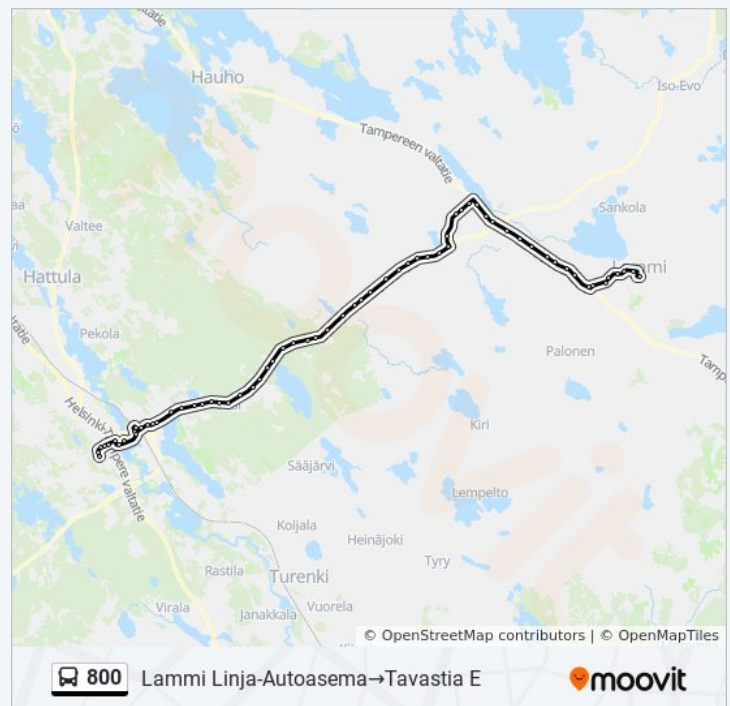 Hauho
Iso-Evo
Tampereen valtatie
Sankola
Valtee
Hattula
Pekola
Palonen
Helsinki-Tampere valtatie
Kiri
Sääjärvi
Lempelto
Koljala
Heinäjoki
Tyry
Rastila
Turenki
Virala
Janakkala
Vuorela
© OpenStreetMap contributors | © OpenMapTiles
800 Lammi Linja-Autoasema→Tavastia E
moovit